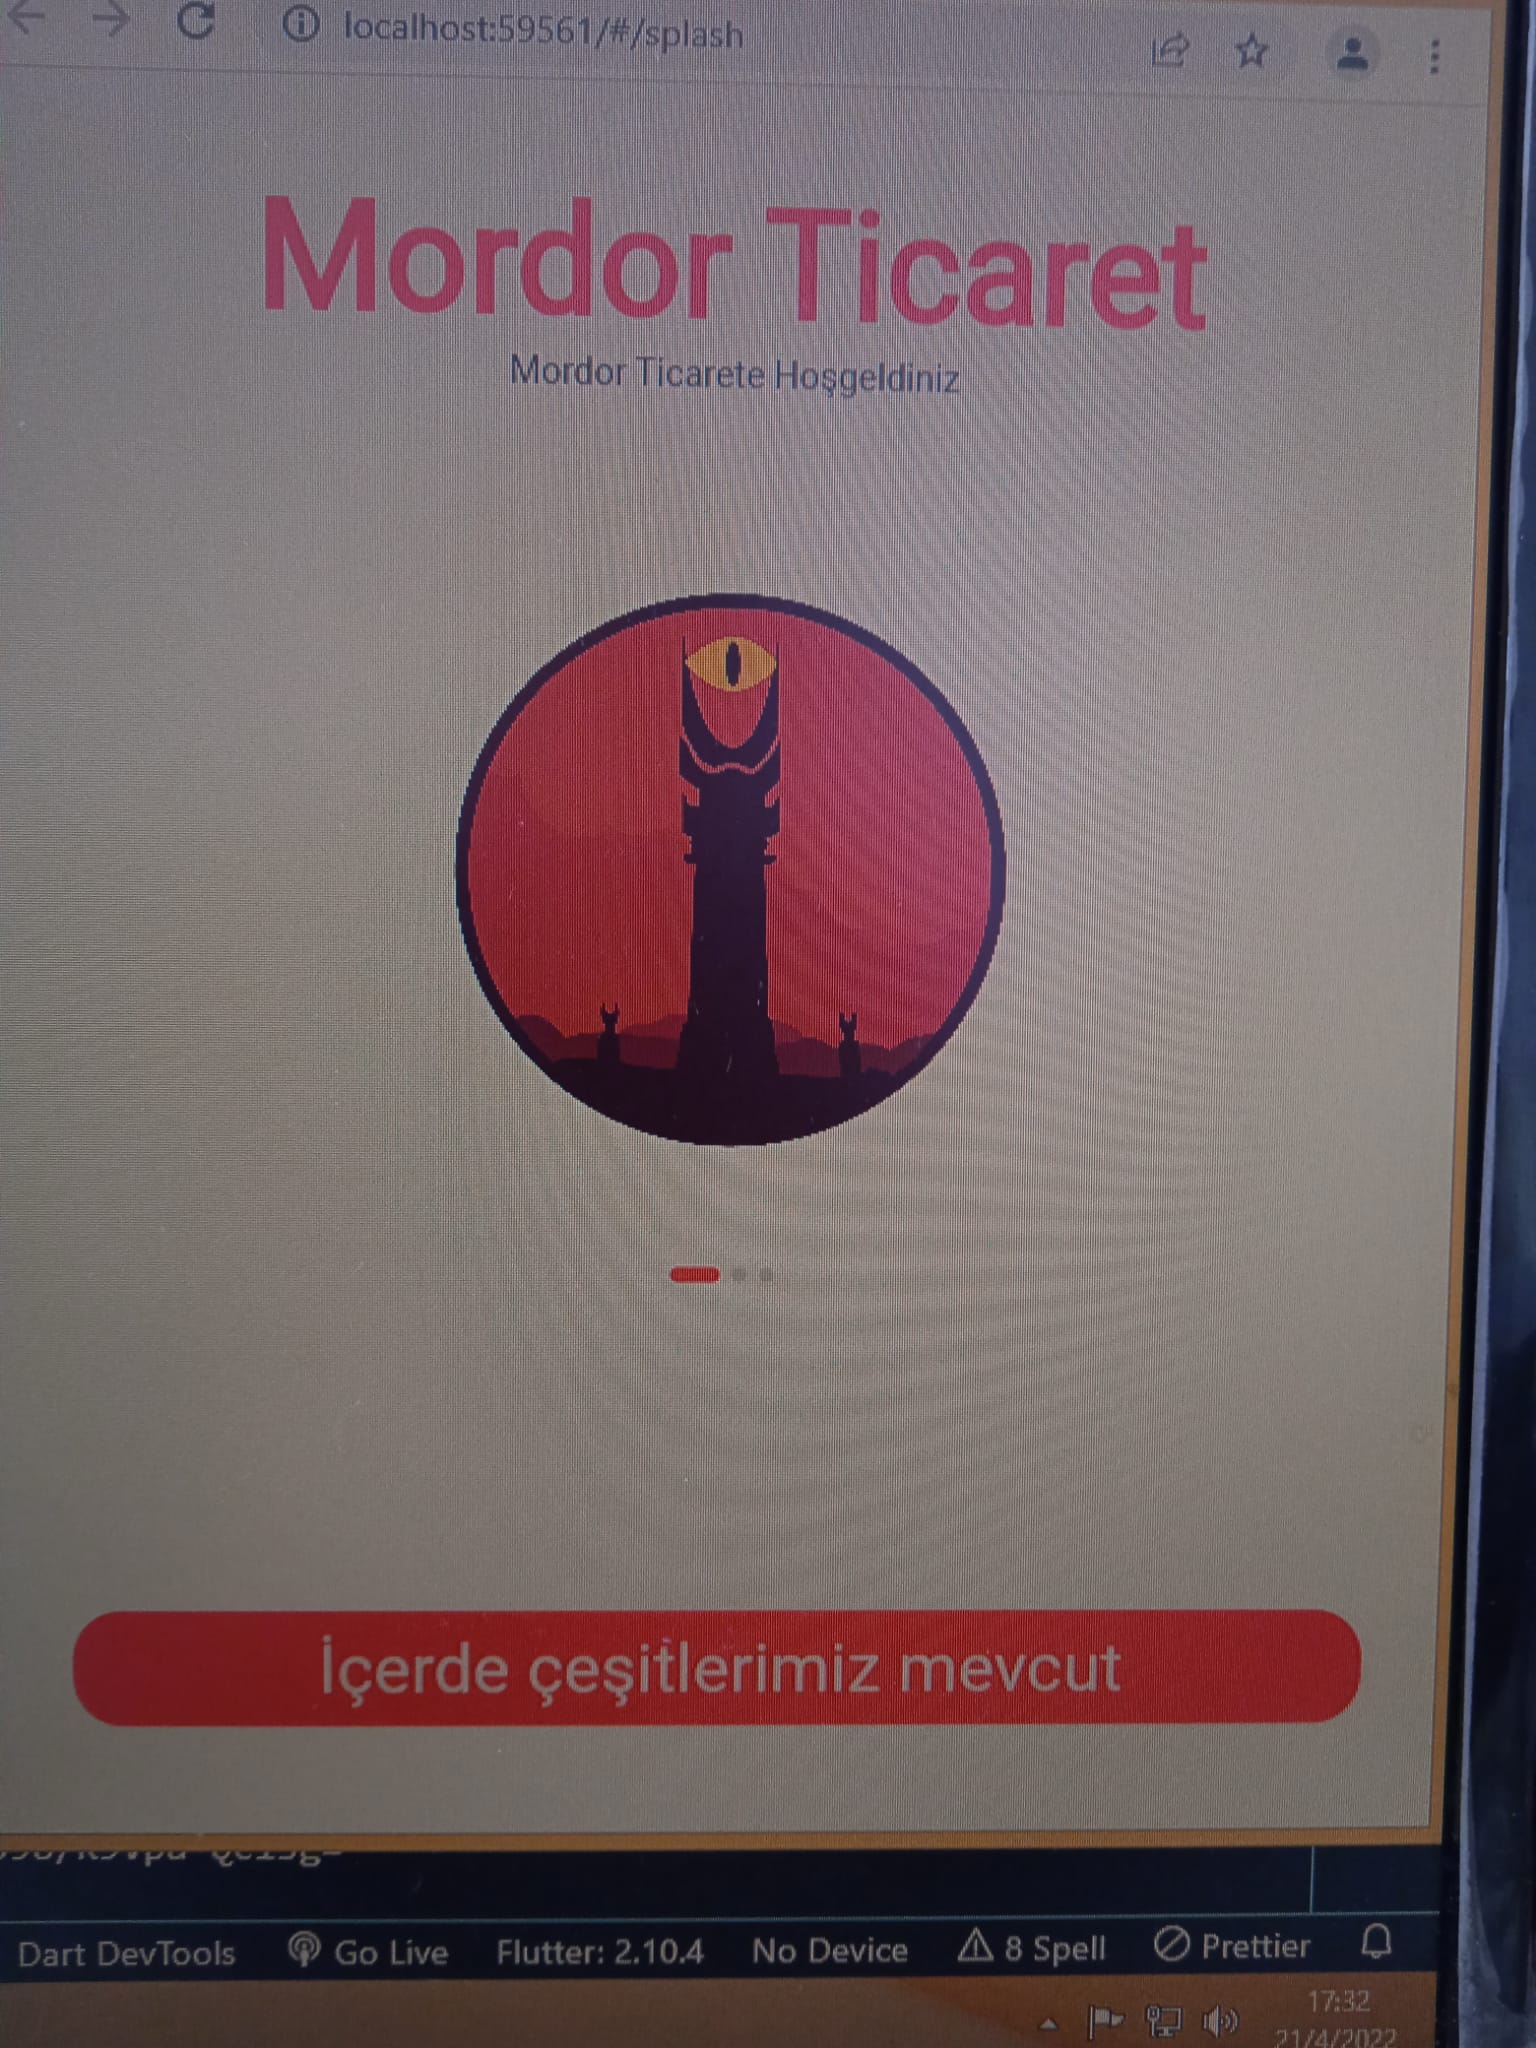 localhost:59561/#/splash
Mordor Ticaret
Mordor Ticarete Hoşgeldiniz
İçerde çeşitlerimiz mevcut
Dart DevTools Go Live Flutter: 2.10.4 No Device 8 Spell Prettier
17:32
21/4/2022